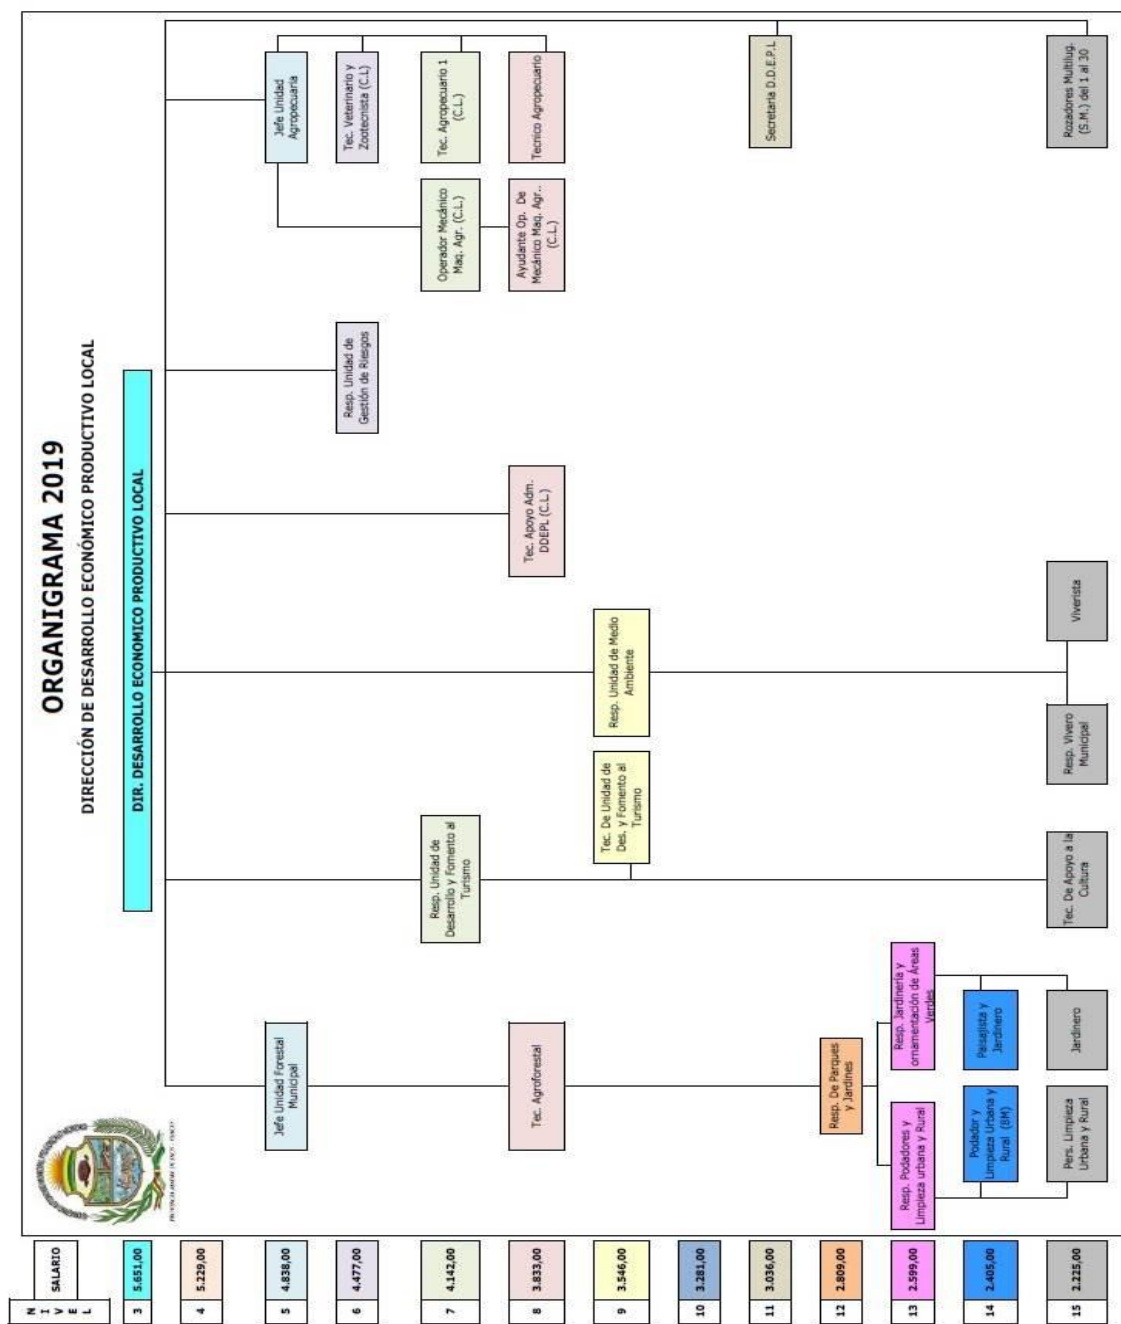 ORGANIGRAMA 2019
DIRECCIÓN DE DESARROLLO ECONÓMICO PRODUCTIVO LOCAL
NIVEL
SALARIO
3
5.651,00
4
5.229,00
5
4.838,00
6
4.477,00
7
4.142,00
8
3.833,00
9
3.546,00
10
3.281,00
11
3.036,00
12
2.809,00
13
2.599,00
14
2.405,00
15
2.225,00
DIR. DESARROLLO ECONOMICO PRODUCTIVO LOCAL
Jefe Unidad Forestal
Municipal
Jefe Unidad
Agropecuaria
Resp. Unidad de
Gestión de Riesgos
Tec. Veterinario y
Zootecnista (C.L)
Resp. Unidad de
Desarrollo y Fomento al
Turismo
Operador Mecánico
Maq. Agr. (C.L.)
Tec. Agropecuario 1
(C.L.)
Tec. Agroforestal
Tec. Apoyo Adm.
DDEPL (C.L.)
Ayudante Op. De
Mecánico Maq. Agr..
(C.L.)
Tecnico Agropecuario
Tec. De Unidad de
Des. y Fomento al
Turismo
Resp. Unidad de Medio
Ambiente
Secretaria D.D.E.P.L
Resp. De Parques
y Jardines
Resp. Podadores y
Limpieza urbana y Rural
Resp. Jardinería y
ornamentación de Áreas
Verdes
Podador y
Limpieza Urbana y
Rural (8M)
Paisajista y
Jardinero
Pers. Limpieza
Urbana y Rural
Jardinero
Tec. De Apoyo a la
Cultura
Resp. Vivero
Municipal
Viverista
Rozadores Multilug.
(S.M.) del 1 al 30